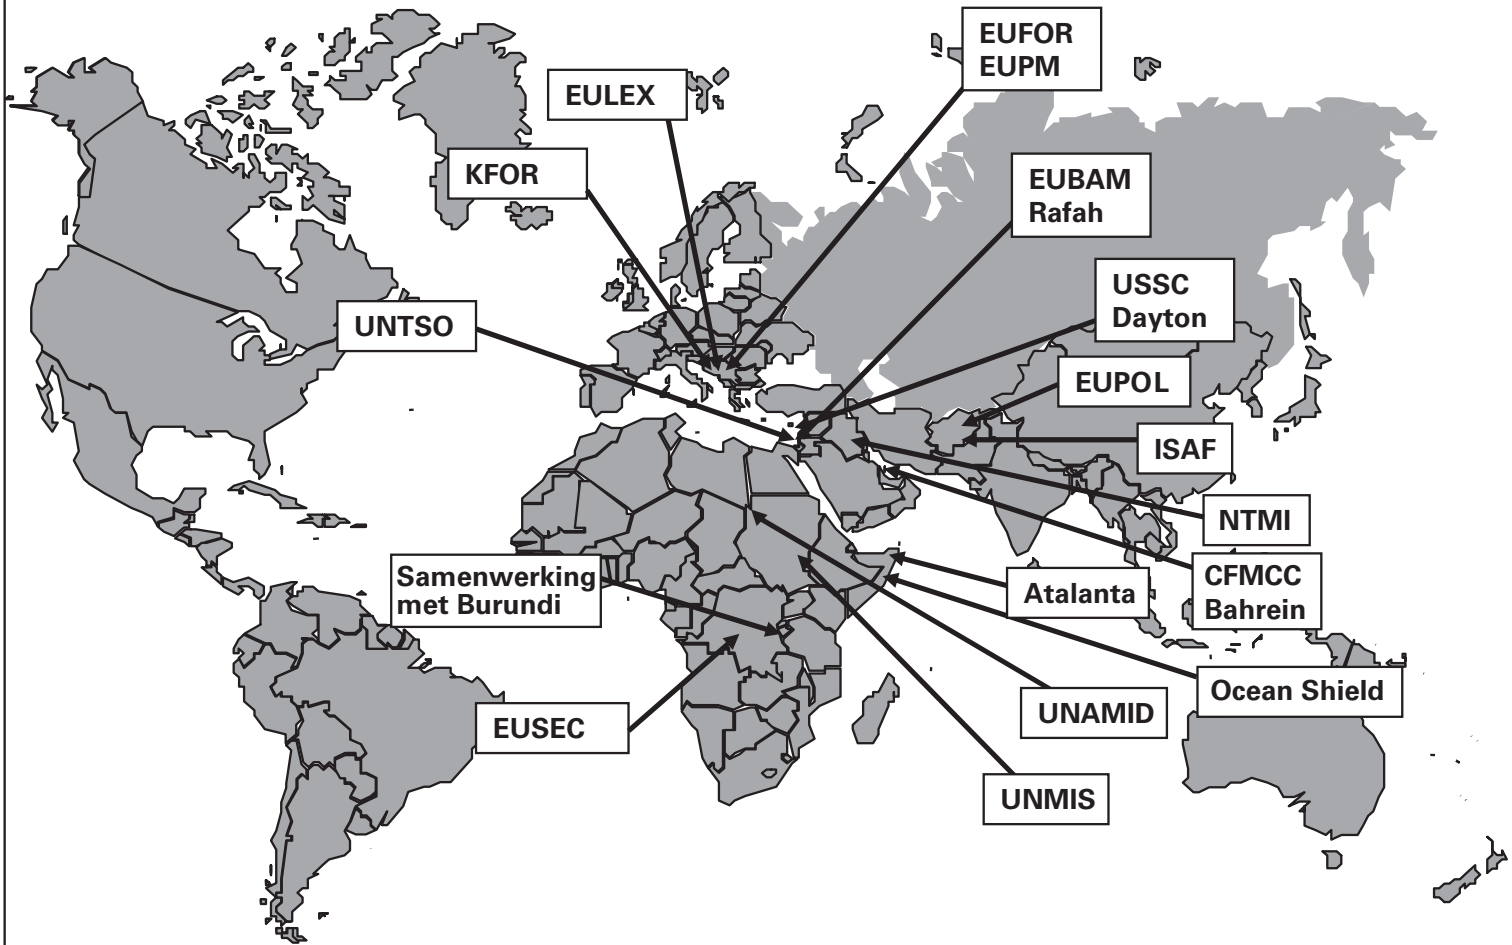 EUFOR
EUPM
EULEX
KFOR
EUBAM
Rafah
USSC
Dayton
UNTSO
EUPOL
ISAF
NTMI
Samenwerking
met Burundi
Atalanta
CFMCC
Bahrein
Ocean Shield
UNAMID
EUSEC
UNMIS